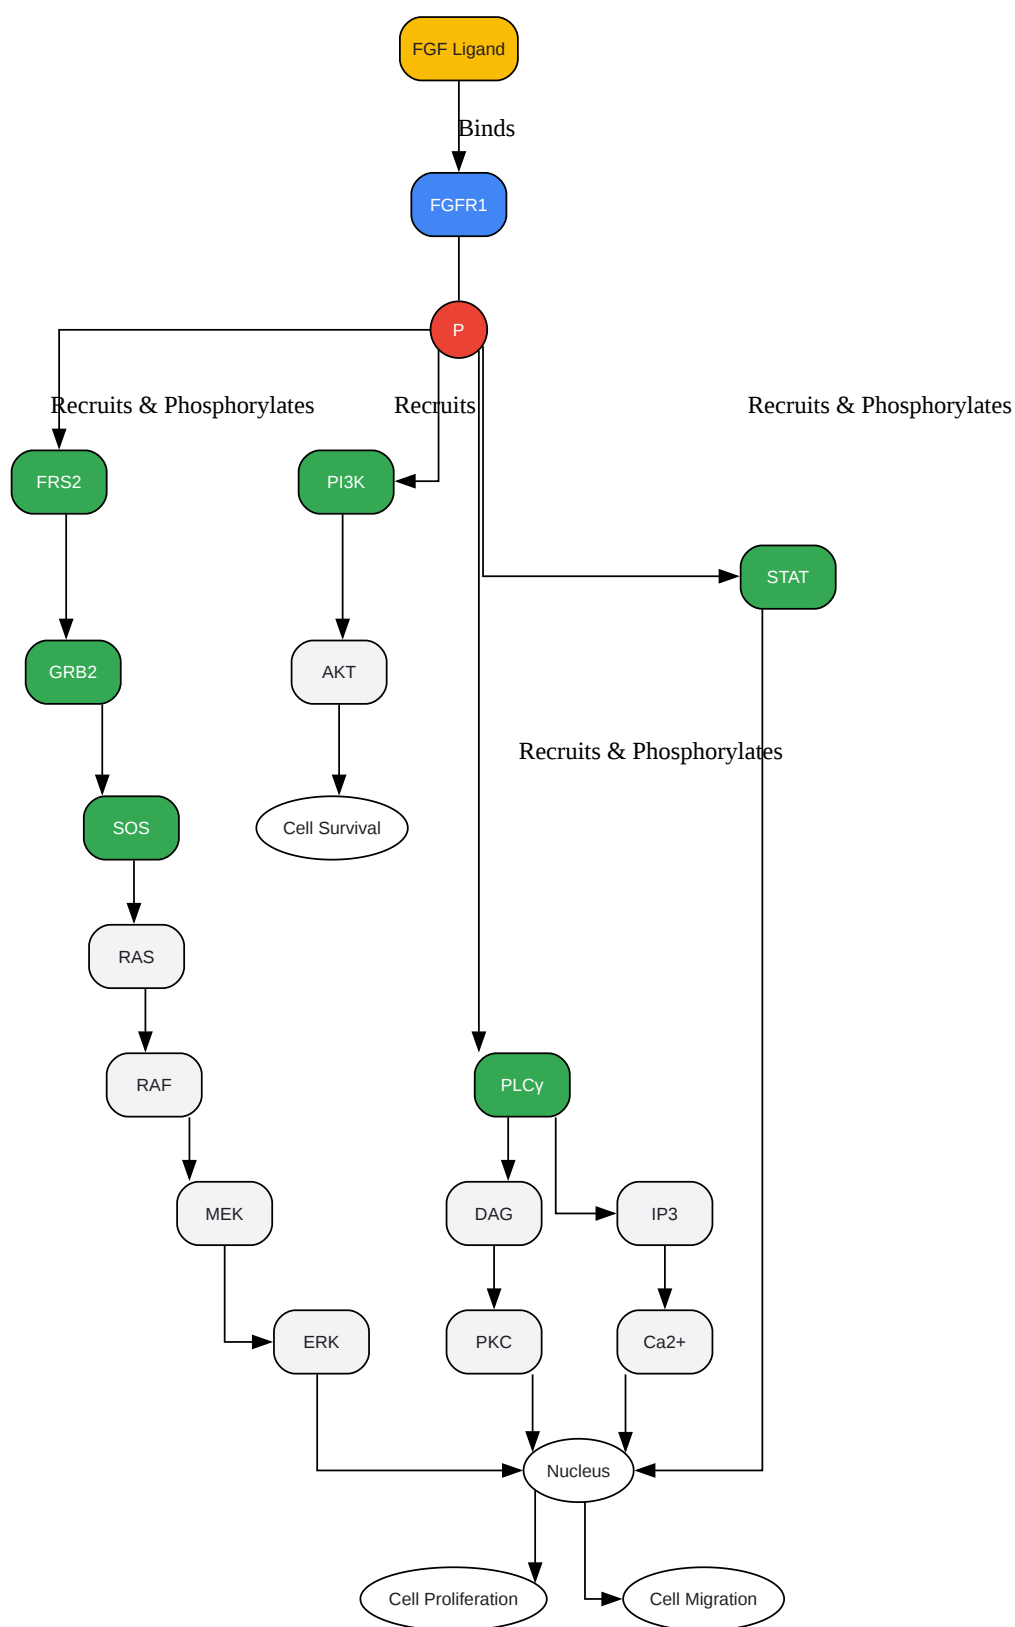 FGF Ligand
Binds
FGFR1
P
Recruits & Phosphorylates
Recruits
Recruits & Phosphorylates
FRS2
PI3K
STAT
GRB2
AKT
Recruits & Phosphorylates
SOS
Cell Survival
RAS
RAF
PLCγ
MEK
DAG
IP3
ERK
PKC
Ca2+
Nucleus
Cell Proliferation
Cell Migration